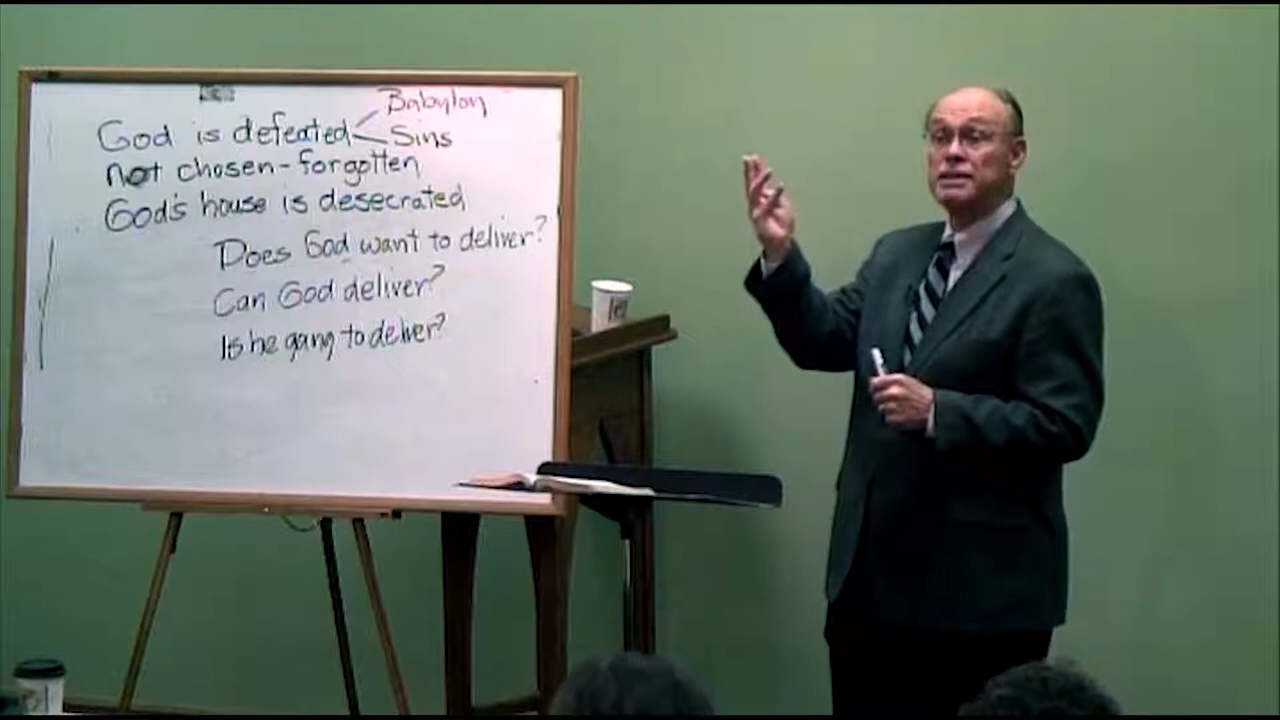 Babylon
God is defeated
Sins
not chosen - forgotten
God's house is desecrated
Does God want to deliver?
Can God deliver?
Is he gang to deliver?